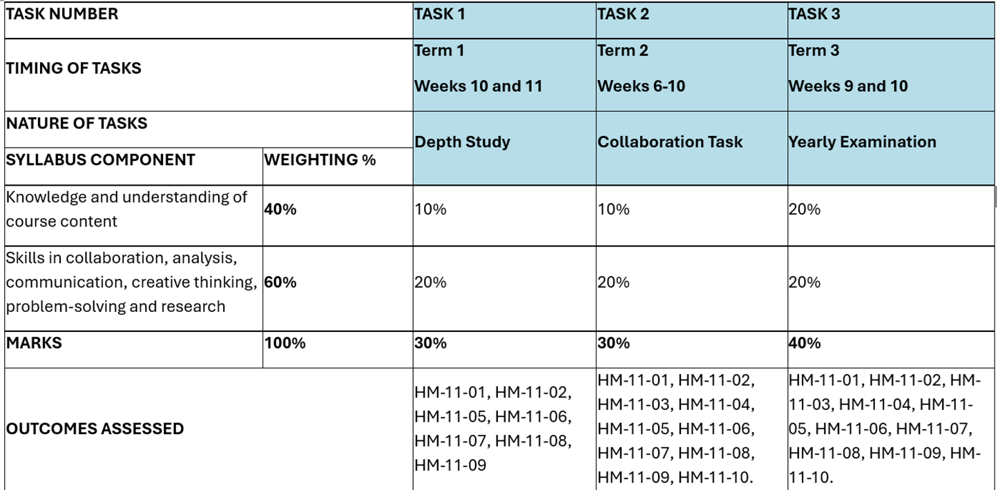 TASK NUMBER
TASK 1
TASK 2
TASK 3
TIMING OF TASKS
Term 1
Weeks 10 and 11
Term 2
Weeks 6-10
Term 3
Weeks 9 and 10
NATURE OF TASKS
Depth Study
Collaboration Task
Yearly Examination
SYLLABUS COMPONENT
WEIGHTING %
Knowledge and understanding of
course content
40%
10%
10%
20%
Skills in collaboration, analysis,
communication, creative thinking,
problem-solving and research
60%
20%
20%
20%
MARKS
100%
30%
30%
40%
OUTCOMES ASSESSED
HM-11-01, HM-11-02,
HM-11-05, HM-11-06,
HM-11-07, HM-11-08,
HM-11-09
HM-11-01, HM-11-02,
HM-11-03, HM-11-04,
HM-11-05, HM-11-06,
HM-11-07, HM-11-08,
HM-11-09, HM-11-10.
HM-11-01, HM-11-02, HM-
11-03, HM-11-04, HM-11-
05, HM-11-06, HM-11-07,
HM-11-08, HM-11-09, HM-
11-10.